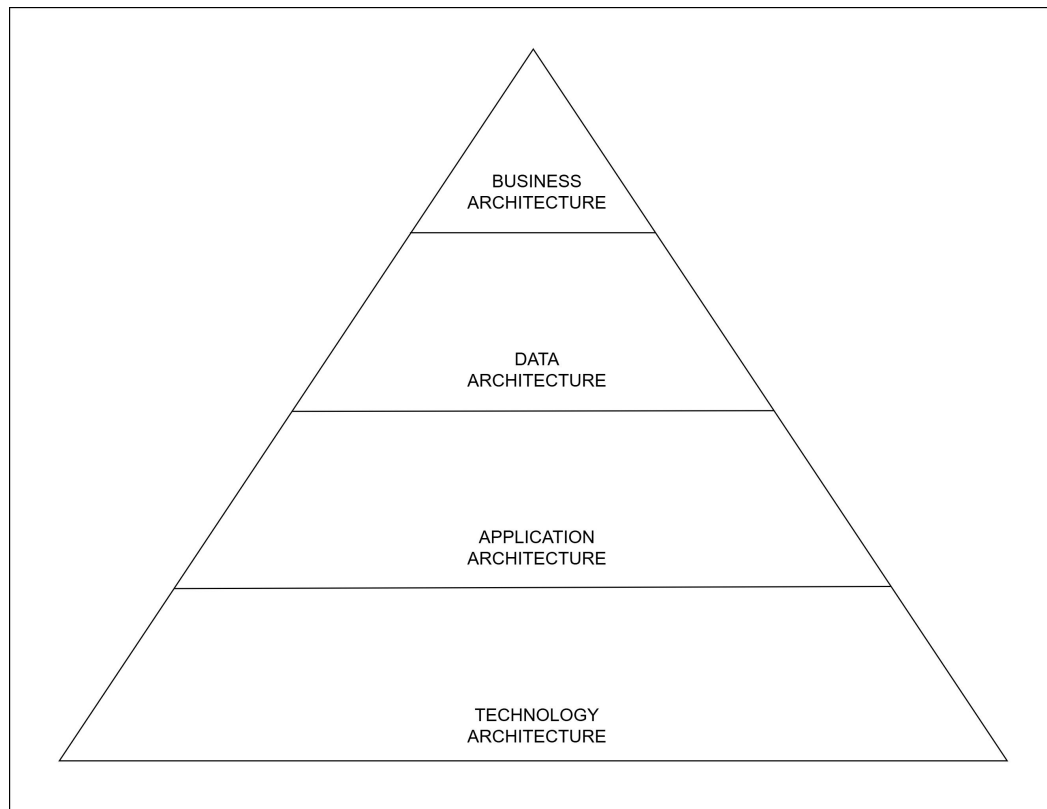 BUSINESS
ARCHITECTURE
DATA
ARCHITECTURE
APPLICATION
ARCHITECTURE
TECHNOLOGY
ARCHITECTURE